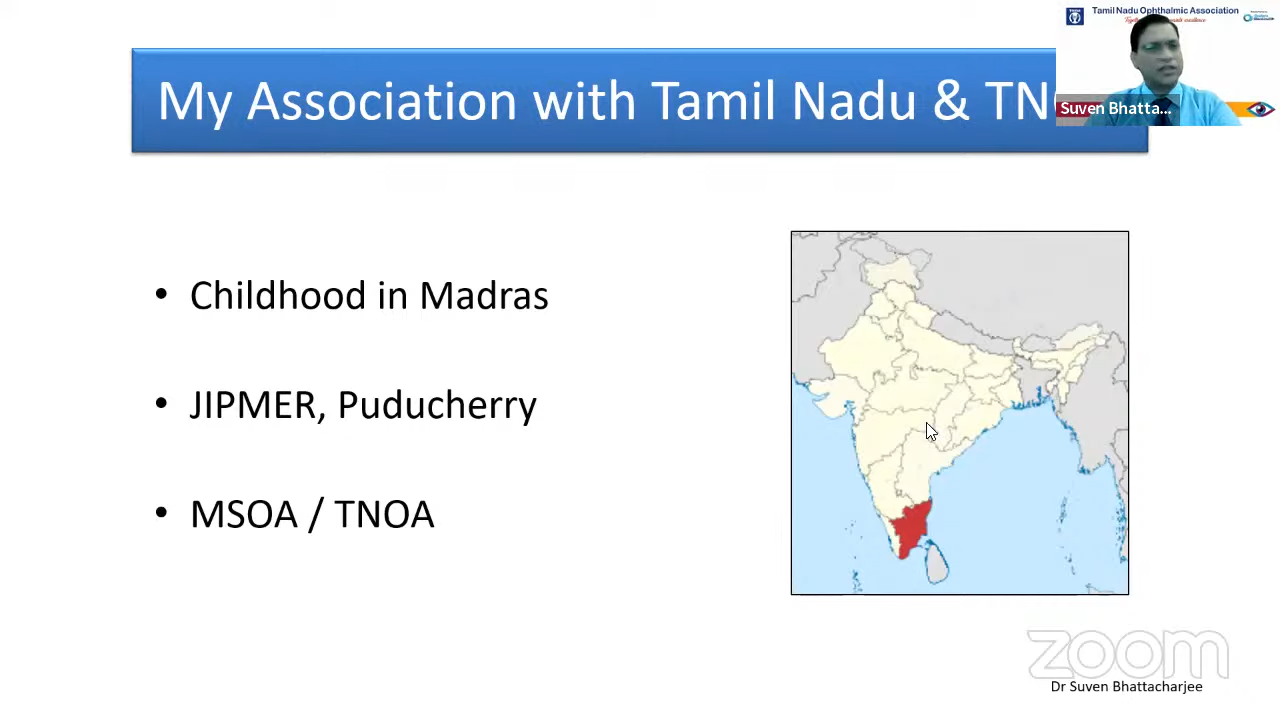 Tamil Nadu Ophthalmic Association
My Association with Tamil Nadu & TN
Suven Bhatta...
• Childhood in Madras
• JIPMER, Puducherry
• MSOA / TNOA
zoom
Dr Suven Bhattacharjee